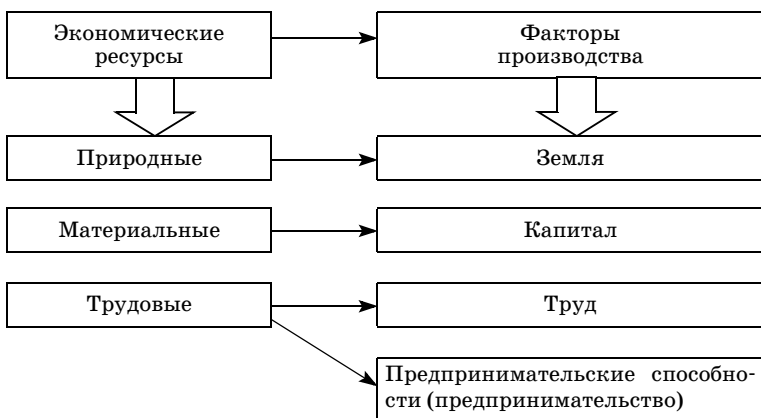 Экономические
ресурсы
Факторы
производства
Природные
Земля
Материальные
Капитал
Трудовые
Труд
Предпринимательские способно-
сти (предпринимательство)